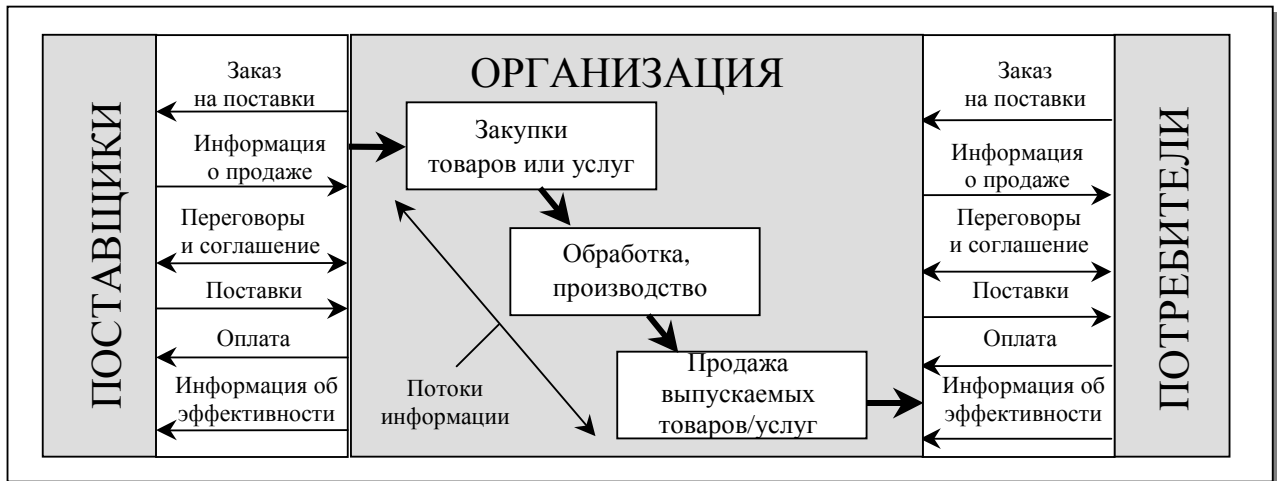 ПОСТАВЩИКИ
Заказ
на поставки
Информация
о продаже
Переговоры
и соглашение
Поставки
Оплата
Информация об
эффективности
ОРГАНИЗАЦИЯ
Закупки
товаров или услуг
Обработка,
производство
Продажа
выпускаемых
товаров/услуг
Потоки
информации
Заказ
на поставки
Информация
о продаже
Переговоры
и соглашение
Поставки
Оплата
Информация об
эффективности
ПОТРЕБИТЕЛИ